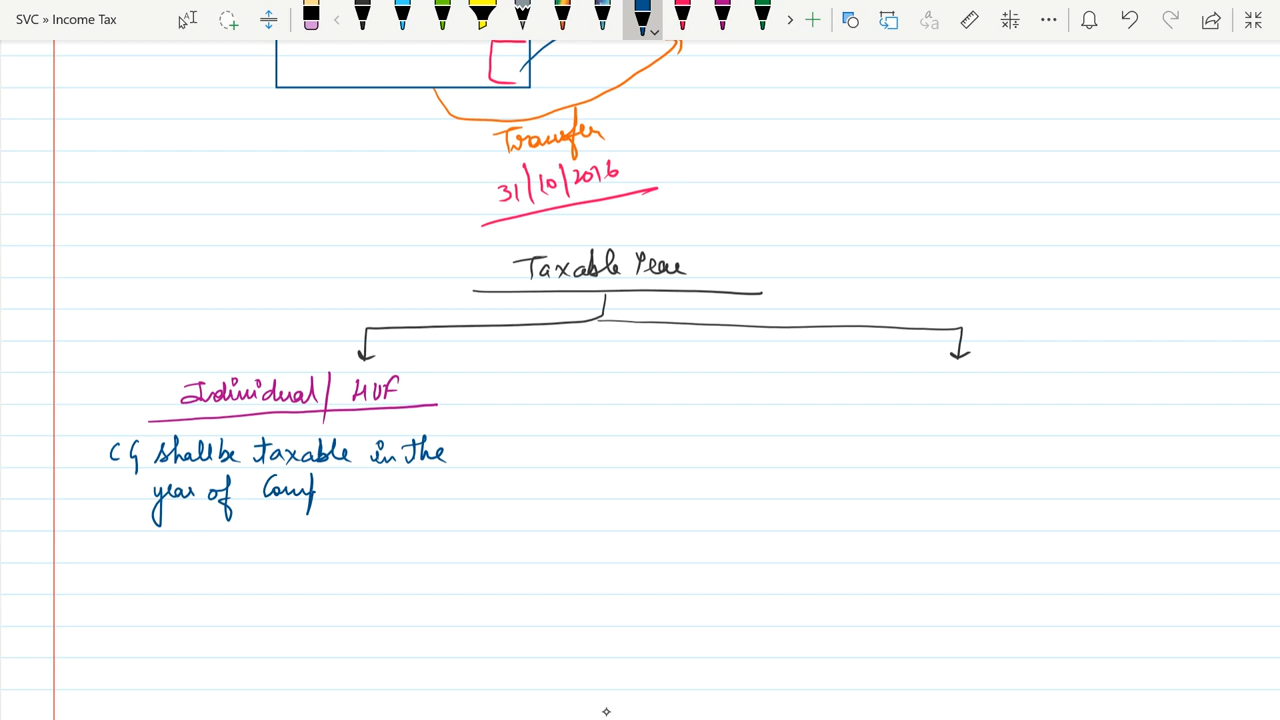 SVC » Income Tax
Transfer
31/10/2016
Taxable Year
Individual/ HUF
CG shall be taxable in the
year of Comp